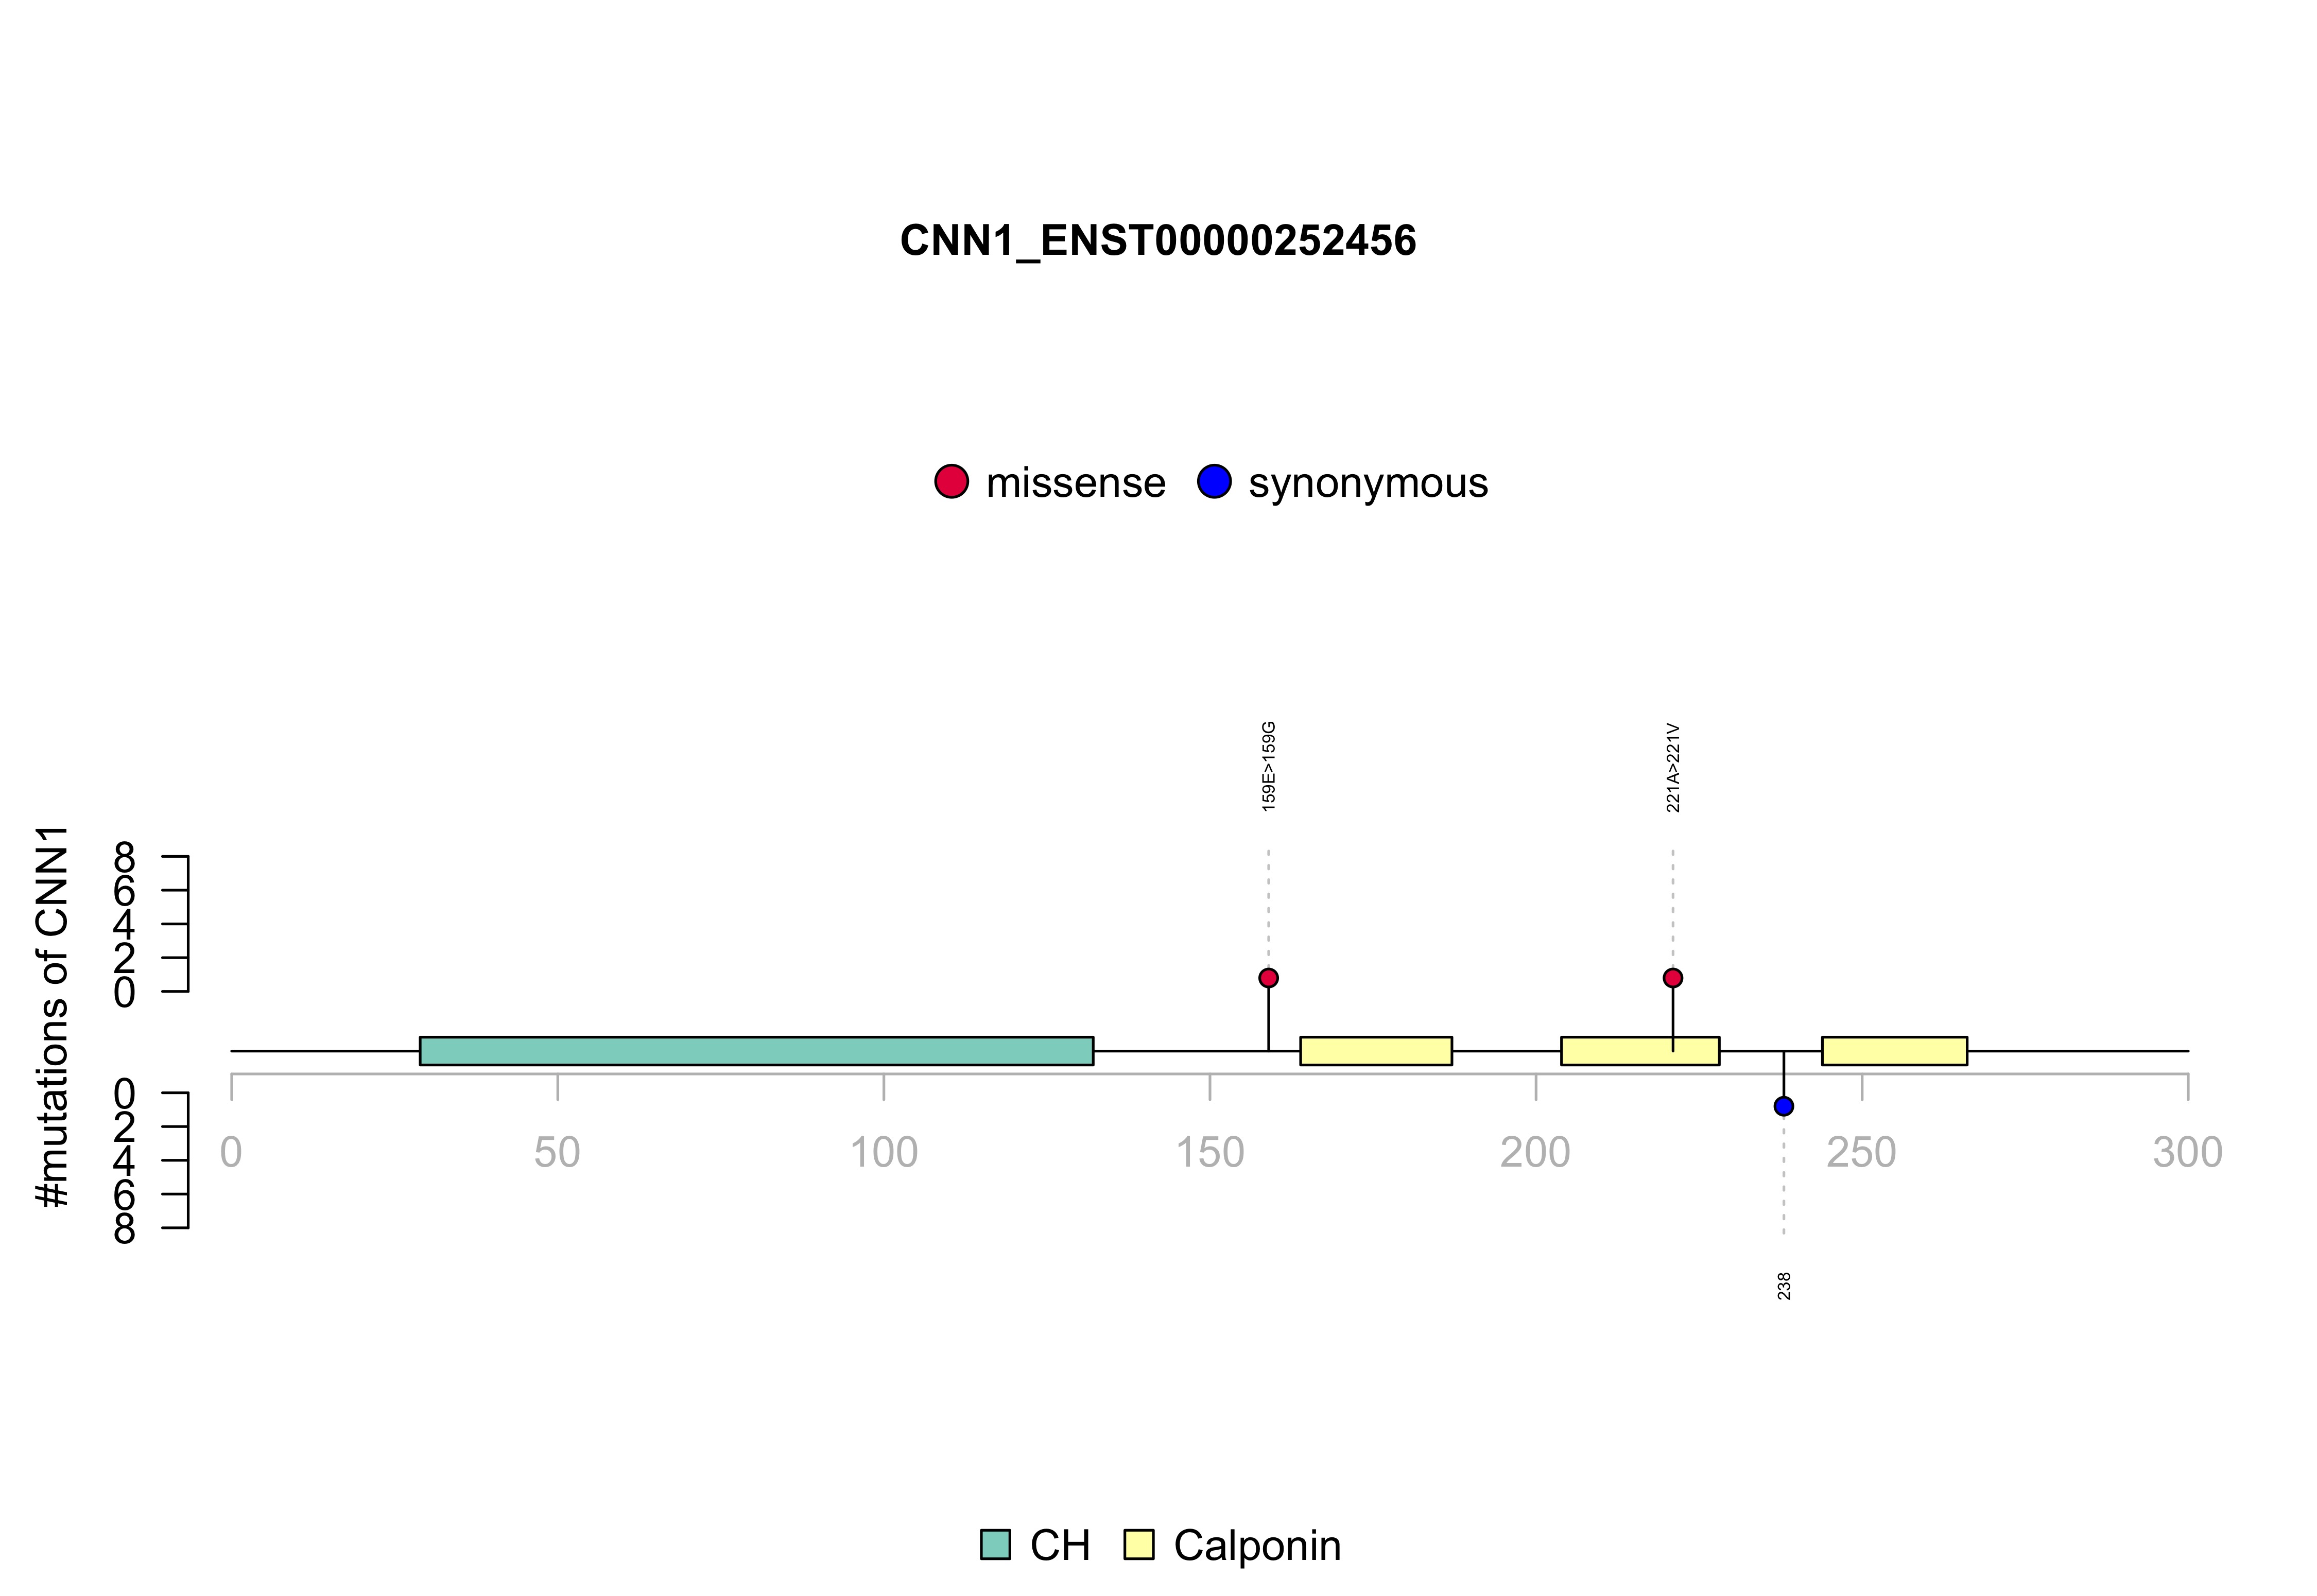 CNN1_ENST00000252456
missense synonymous
159E>159G
221A>221V
#mutations of CNN1
8
6
4
2
0
0
2
4
6
8
0 50 100 150 200 250 300
238
CH Calponin